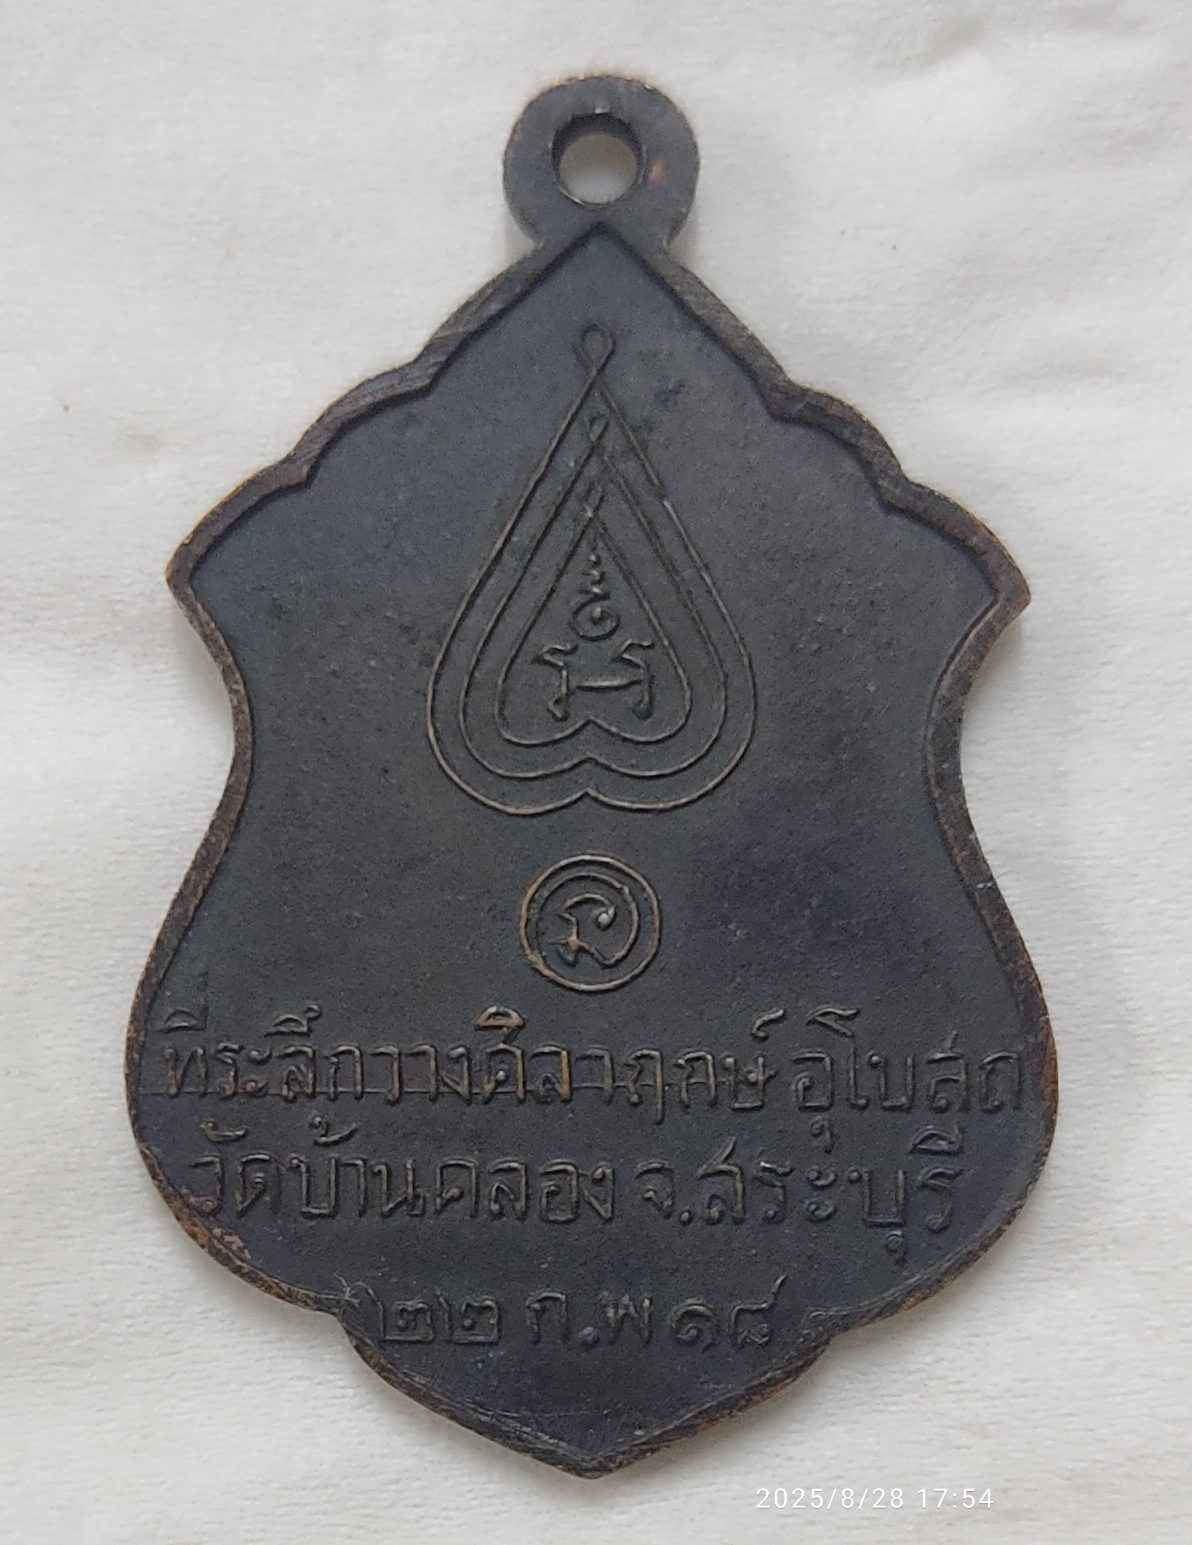 ที่ระลึกวางศิลาฤกษ์อุโบสถ
วัดบ้านคลอง จ.สระบุรี
๒๒ ก.พ ๑๘
2025/8/28 17:54